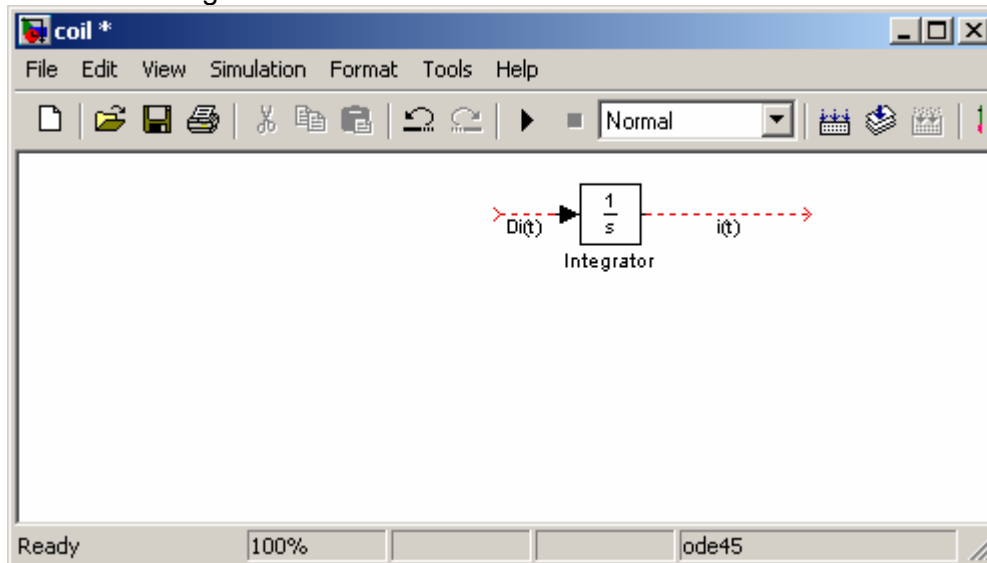 coil *
File Edit View Simulation Format Tools Help
Normal
Di(t)
1
s
i(t)
Integrator
Ready 100% ode45